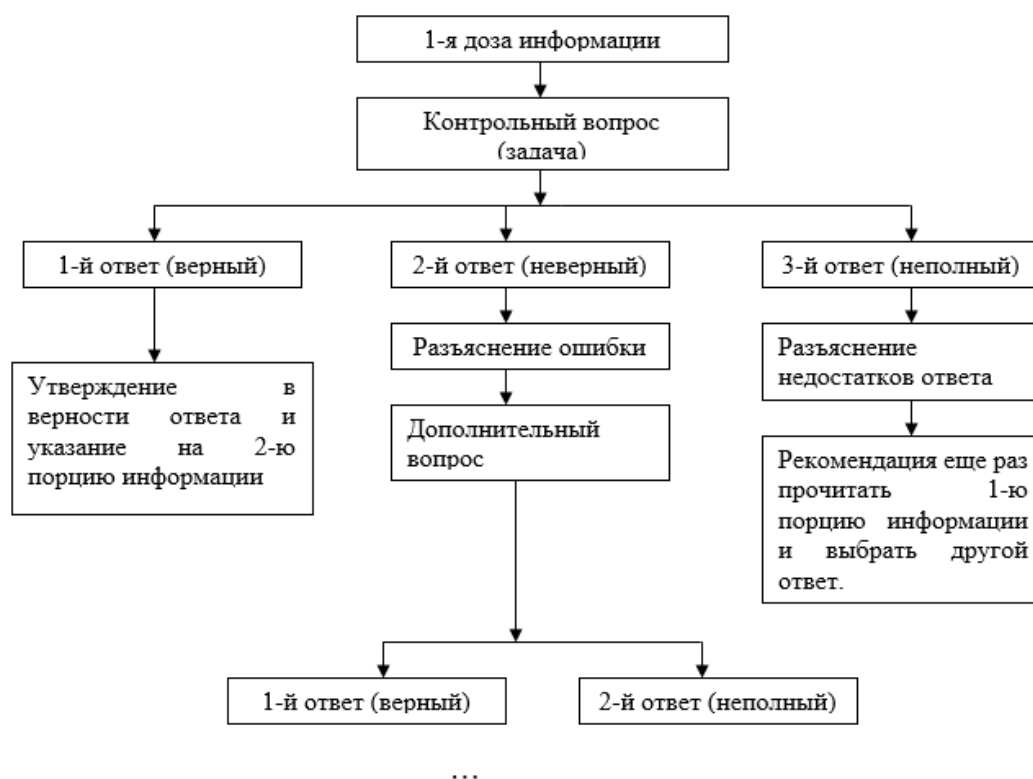 1-я доза информации
Контрольный вопрос
(задача)
1-й ответ (верный)
2-й ответ (неверный)
3-й ответ (неполный)
Утверждение в
верности ответа и
указание на 2-ю
порцию информации
Разъяснение ошибки
Дополнительный
вопрос
Разъяснение
недостатков ответа
Рекомендация еще раз
прочитать 1-ю
порцию информации
и выбрать другой
ответ.
1-й ответ (верный)
2-й ответ (неполный)
...